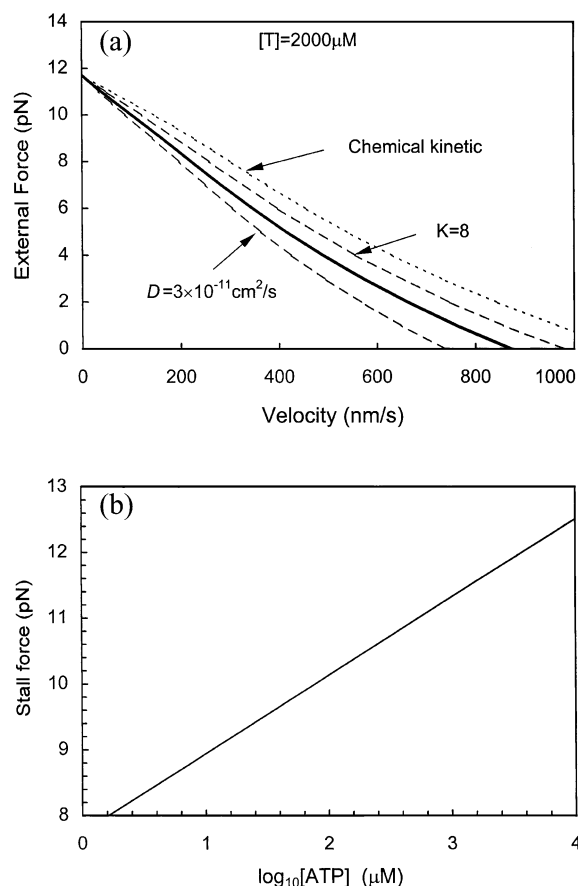 (a)
[T]=2000μM
14
12
10
8
6
4
2
0
External Force (pN)
Chemical kinetic
K=8
D=3×10⁻¹¹cm²/s
0 200 400 600 800 1000
Velocity (nm/s)
(b)
13
12
11
10
9
8
Stall force (pN)
0 1 2 3 4
log₁₀[ATP] (μM)